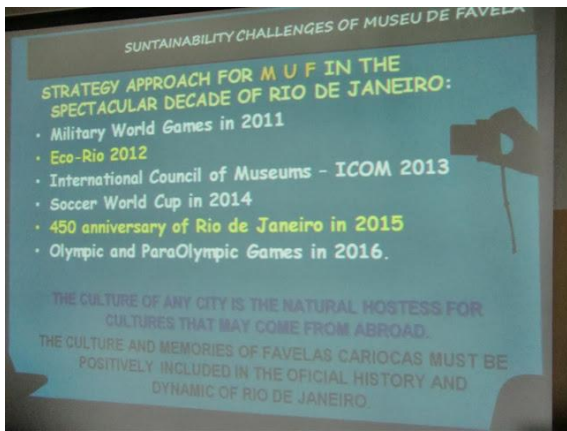 SUNTAINABILITY CHALLENGES OF MUSEU DE FAVELA
STRATEGY APPROACH FOR M U F IN THE
SPECTACULAR DECADE OF RIO DE JANEIRO:
• Military World Games in 2011
• Eco-Rio 2012
• International Council of Museums - ICOM 2013
• Soccer World Cup in 2014
• 450 anniversary of Rio de Janeiro in 2015
• Olympic and ParaOlympic Games in 2016.
THE CULTURE OF ANY CITY IS THE NATURAL HOSTESS FOR
CULTURES THAT MAY COME FROM ABROAD.
THE CULTURE AND MEMORIES OF FAVELAS CARIOCAS MUST BE
POSITIVELY INCLUDED IN THE OFICIAL HISTORY AND
DYNAMIC OF RIO DE JANEIRO.